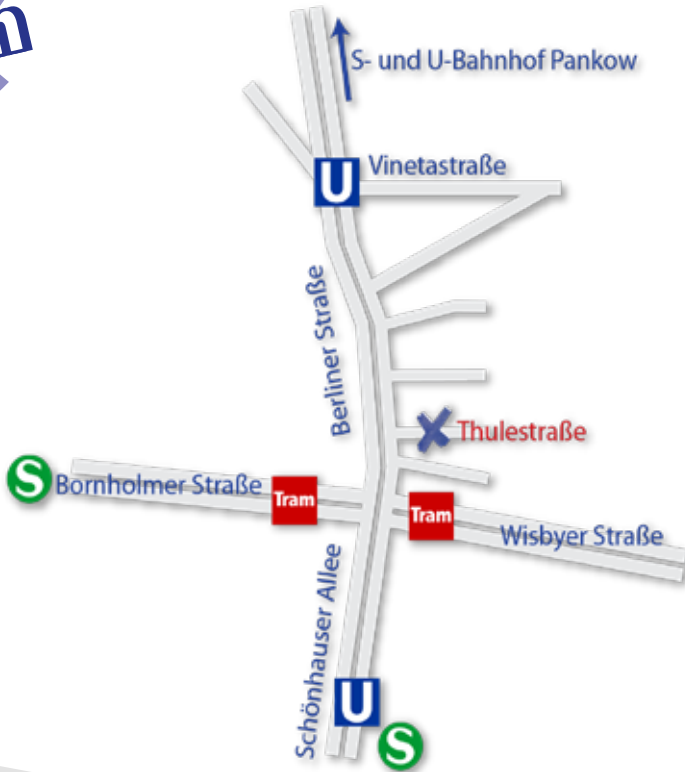 S- und U-Bahnhof Pankow
U
Vinetastraße
Berliner Straße
Thulestraße
S
Bornholmer Straße
Tram
Tram
Wisbyer Straße
Schönhauser Allee
U
S